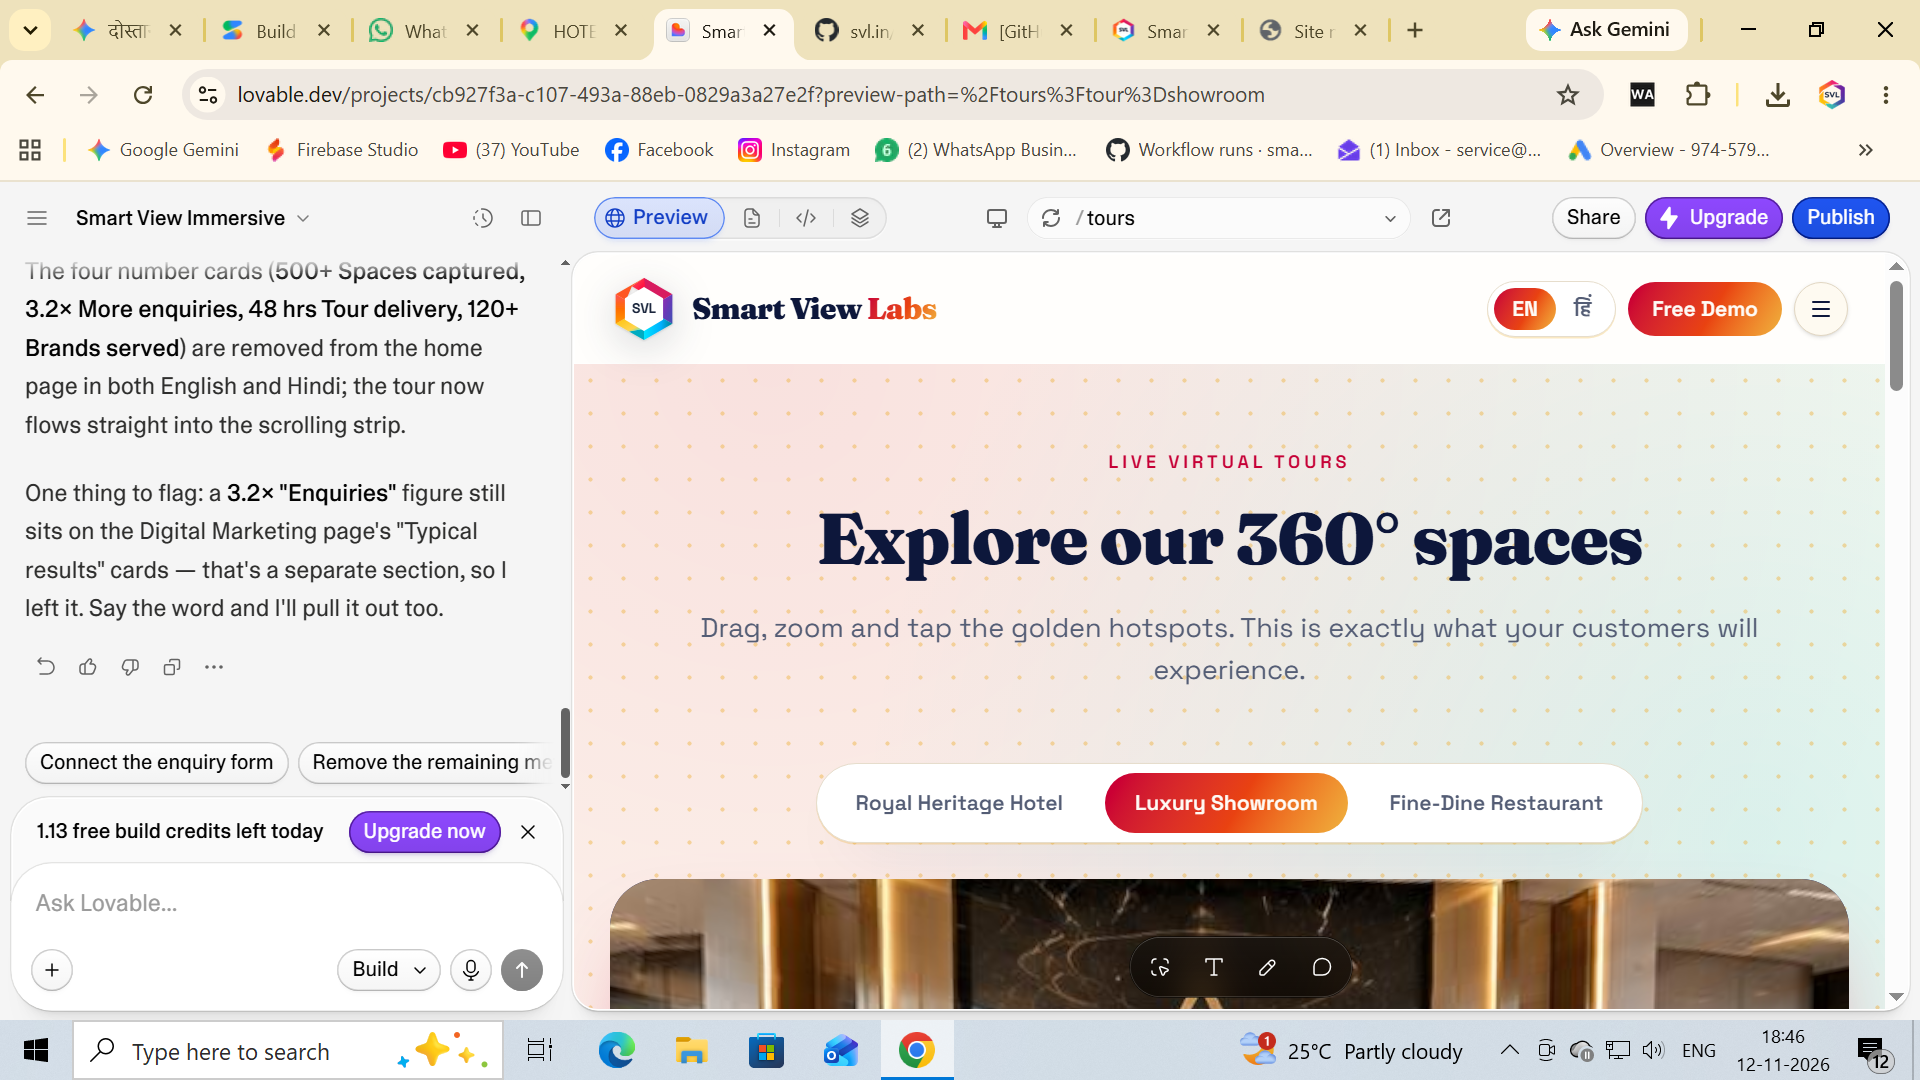 दोस्ता
Build
What
HOTE
Smar
svl.in/
[GitH
Smar
Site r
Ask Gemini
lovable.dev/projects/cb927f3a-c107-493a-88eb-0829a3a27e2f?preview-path=%2Ftours%3Ftour%3Dshowroom
WA
SVL
Google Gemini
Firebase Studio
(37) YouTube
Facebook
Instagram
6
(2) WhatsApp Busin...
Workflow runs · sma...
(1) Inbox - service@...
Overview - 974-579...
Smart View Immersive
Preview
/ tours
Share
Upgrade
Publish
The four number cards (500+ Spaces captured,
3.2× More enquiries, 48 hrs Tour delivery, 120+
Brands served) are removed from the home
page in both English and Hindi; the tour now
flows straight into the scrolling strip.
One thing to flag: a 3.2× "Enquiries" figure still
sits on the Digital Marketing page's "Typical
results" cards — that's a separate section, so I
left it. Say the word and I'll pull it out too.
Connect the enquiry form
Remove the remaining me
1.13 free build credits left today
Upgrade now
Ask Lovable...
Build
SVL
Smart View Labs
EN
हिं
Free Demo
LIVE VIRTUAL TOURS
Explore our 360° spaces
Drag, zoom and tap the golden hotspots. This is exactly what your customers will
experience.
Royal Heritage Hotel
Luxury Showroom
Fine-Dine Restaurant
Type here to search
1
25°C Partly cloudy
ENG
18:46
12-11-2026
12